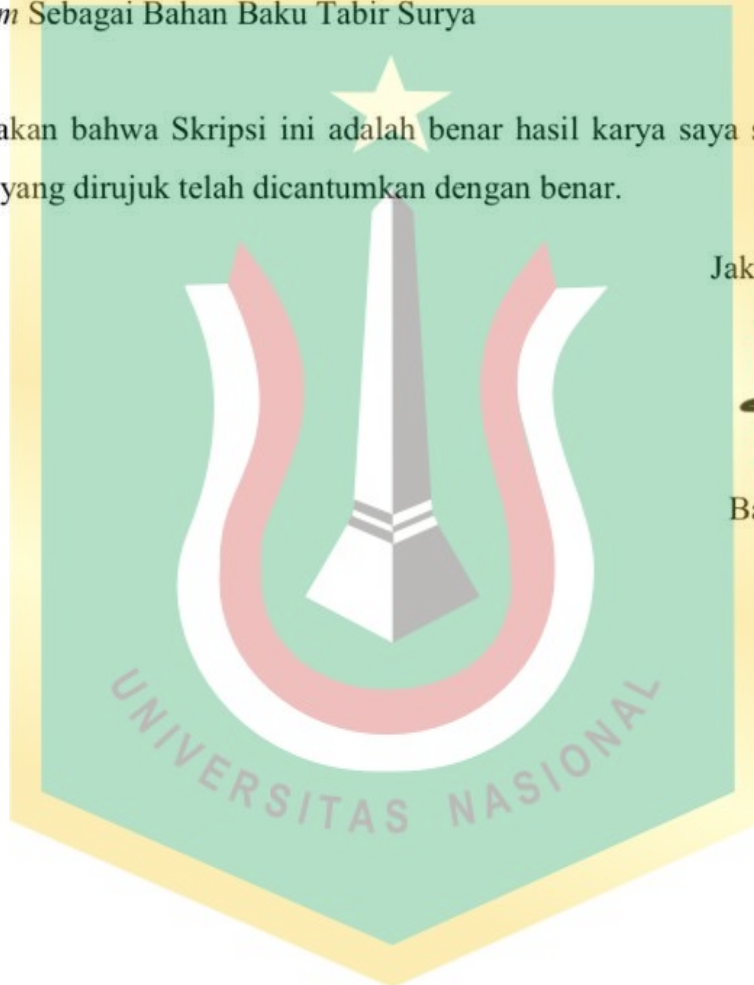 m Sebagai Bahan Baku Tabir Surya
akan bahwa Skripsi ini adalah benar hasil karya saya s
yang dirujuk telah dicantumkan dengan benar.
Jak
Ba
UNIVERSITAS NASIONAL